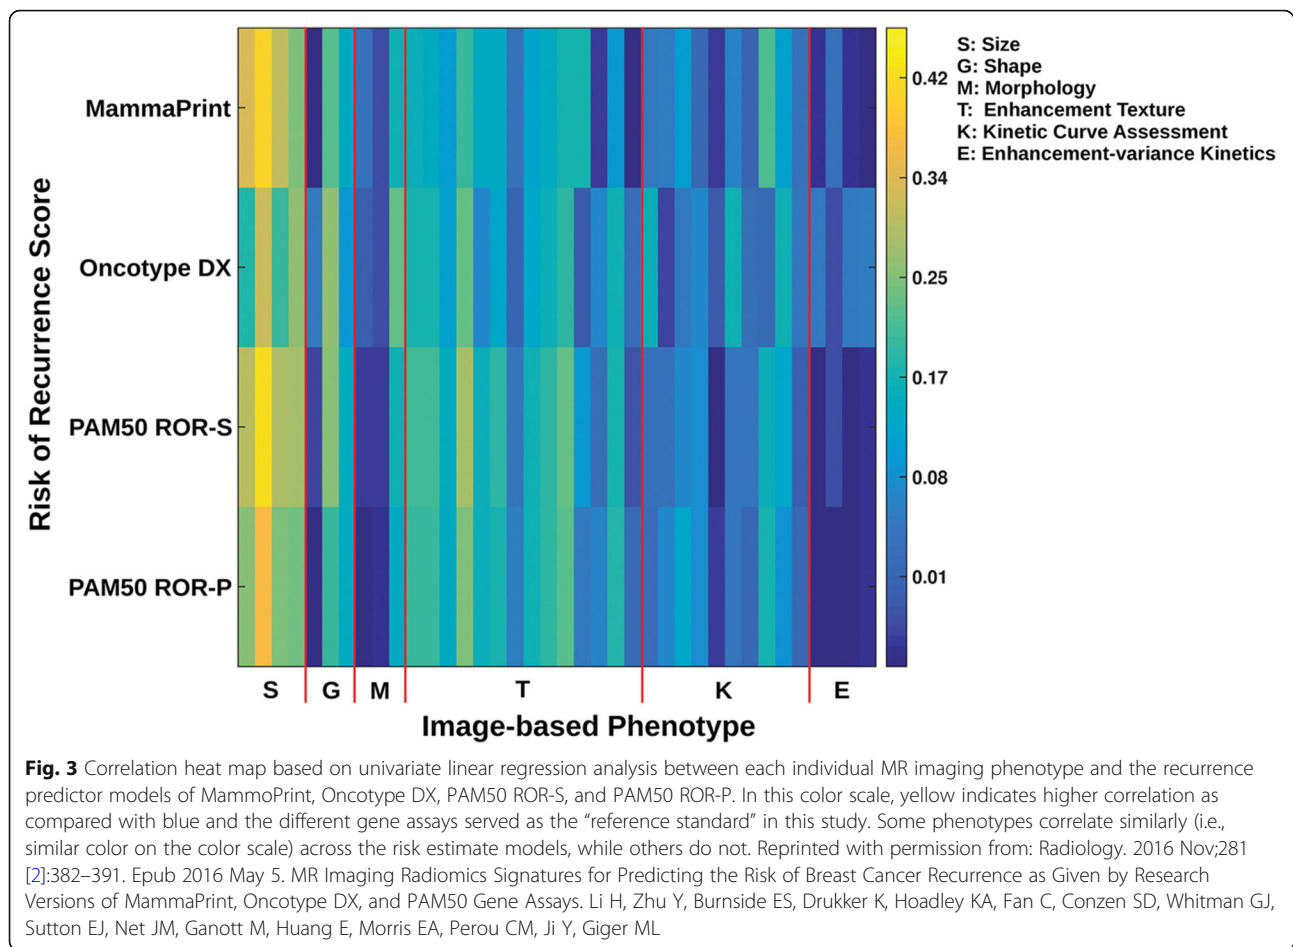 MammaPrint
Oncotype DX
PAM50 ROR-S
PAM50 ROR-P
Risk of Recurrence Score
S
G
M
T
K
E
Image-based Phenotype
0.42
0.34
0.25
0.17
0.08
0.01
S: Size
G: Shape
M: Morphology
T: Enhancement Texture
K: Kinetic Curve Assessment
E: Enhancement-variance Kinetics
Fig. 3 Correlation heat map based on univariate linear regression analysis between each individual MR imaging phenotype and the recurrence
predictor models of MammoPrint, Oncotype DX, PAM50 ROR-S, and PAM50 ROR-P. In this color scale, yellow indicates higher correlation as
compared with blue and the different gene assays served as the “reference standard” in this study. Some phenotypes correlate similarly (i.e.,
similar color on the color scale) across the risk estimate models, while others do not. Reprinted with permission from: Radiology. 2016 Nov;281
[2]:382–391. Epub 2016 May 5. MR Imaging Radiomics Signatures for Predicting the Risk of Breast Cancer Recurrence as Given by Research
Versions of MammaPrint, Oncotype DX, and PAM50 Gene Assays. Li H, Zhu Y, Burnside ES, Drukker K, Hoadley KA, Fan C, Conzen SD, Whitman GJ,
Sutton EJ, Net JM, Ganott M, Huang E, Morris EA, Perou CM, Ji Y, Giger ML